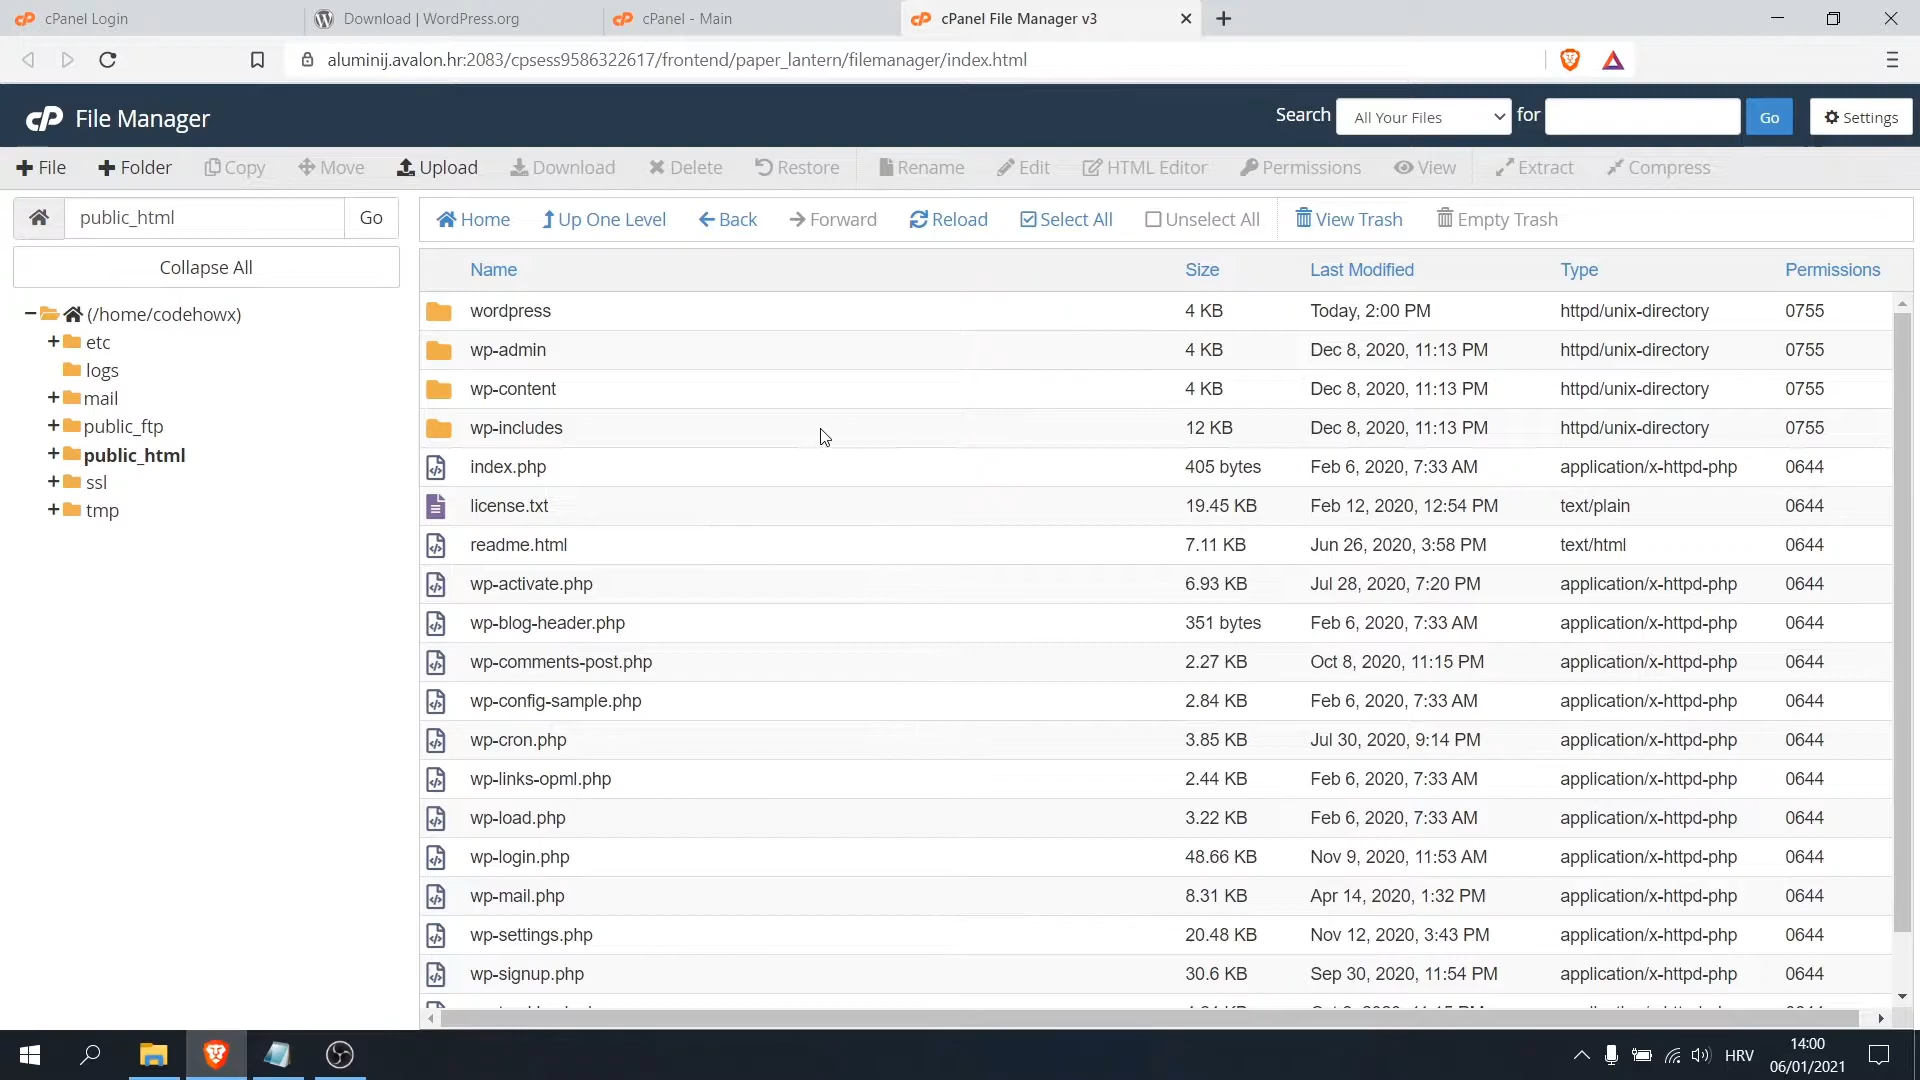 cPanel Login
Download | WordPress.org
cPanel - Main
cPanel File Manager v3
aluminij.avalon.hr:2083/cpsess9586322617/frontend/paper_lantern/filemanager/index.html
cP File Manager
Search All Your Files for Go Settings
File Folder Copy Move Upload Download Delete Restore Rename Edit HTML Editor Permissions View Extract Compress
public_html Go
Home Up One Level Back Forward Reload Select All Unselect All View Trash Empty Trash
Collapse All
(/home/codehowx)
etc
logs
mail
public_ftp
public_html
ssl
tmp
Name Size Last Modified Type Permissions
wordpress 4 KB Today, 2:00 PM httpd/unix-directory 0755
wp-admin 4 KB Dec 8, 2020, 11:13 PM httpd/unix-directory 0755
wp-content 4 KB Dec 8, 2020, 11:13 PM httpd/unix-directory 0755
wp-includes 12 KB Dec 8, 2020, 11:13 PM httpd/unix-directory 0755
index.php 405 bytes Feb 6, 2020, 7:33 AM application/x-httpd-php 0644
license.txt 19.45 KB Feb 12, 2020, 12:54 PM text/plain 0644
readme.html 7.11 KB Jun 26, 2020, 3:58 PM text/html 0644
wp-activate.php 6.93 KB Jul 28, 2020, 7:20 PM application/x-httpd-php 0644
wp-blog-header.php 351 bytes Feb 6, 2020, 7:33 AM application/x-httpd-php 0644
wp-comments-post.php 2.27 KB Oct 8, 2020, 11:15 PM application/x-httpd-php 0644
wp-config-sample.php 2.84 KB Feb 6, 2020, 7:33 AM application/x-httpd-php 0644
wp-cron.php 3.85 KB Jul 30, 2020, 9:14 PM application/x-httpd-php 0644
wp-links-opml.php 2.44 KB Feb 6, 2020, 7:33 AM application/x-httpd-php 0644
wp-load.php 3.22 KB Feb 6, 2020, 7:33 AM application/x-httpd-php 0644
wp-login.php 48.66 KB Nov 9, 2020, 11:53 AM application/x-httpd-php 0644
wp-mail.php 8.31 KB Apr 14, 2020, 1:32 PM application/x-httpd-php 0644
wp-settings.php 20.48 KB Nov 12, 2020, 3:43 PM application/x-httpd-php 0644
wp-signup.php 30.6 KB Sep 30, 2020, 11:54 PM application/x-httpd-php 0644
HRV
14:00
06/01/2021